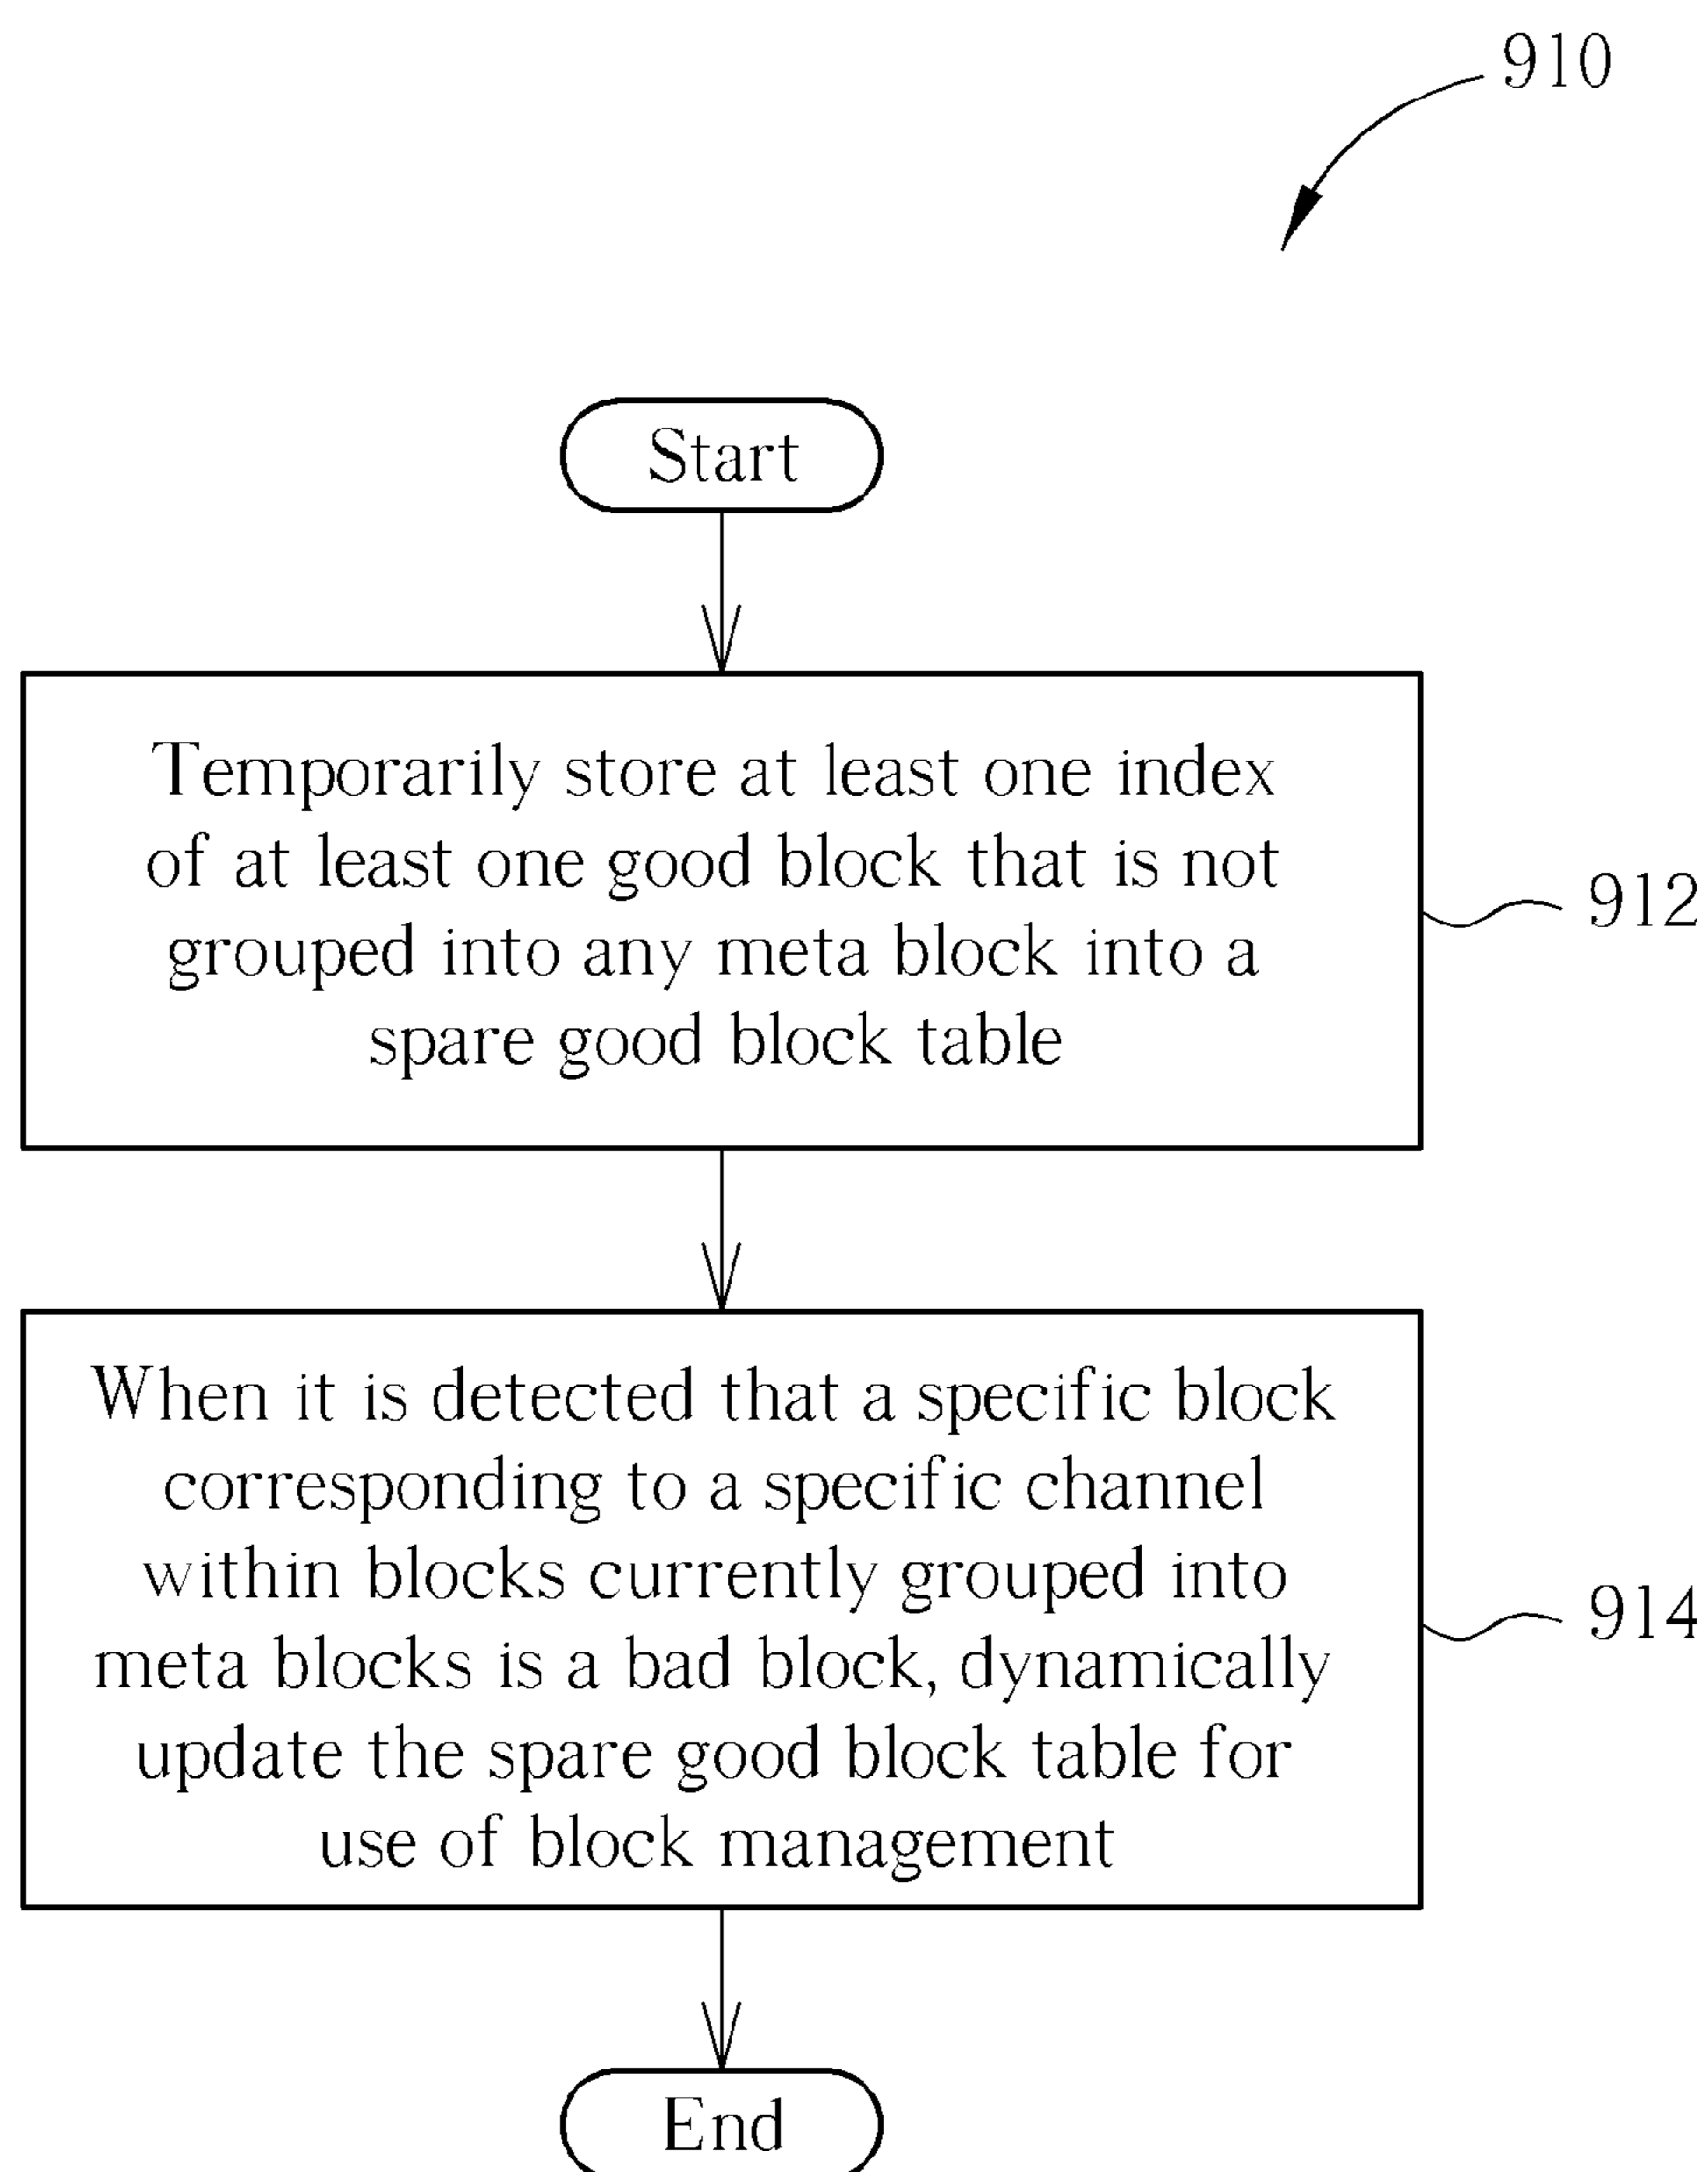 910
Start
Temporarily store at least one index
of at least one good block that is not
grouped into any meta block into a
spare good block table
912
When it is detected that a specific block
corresponding to a specific channel
within blocks currently grouped into
meta blocks is a bad block, dynamically
update the spare good block table for
use of block management
914
End